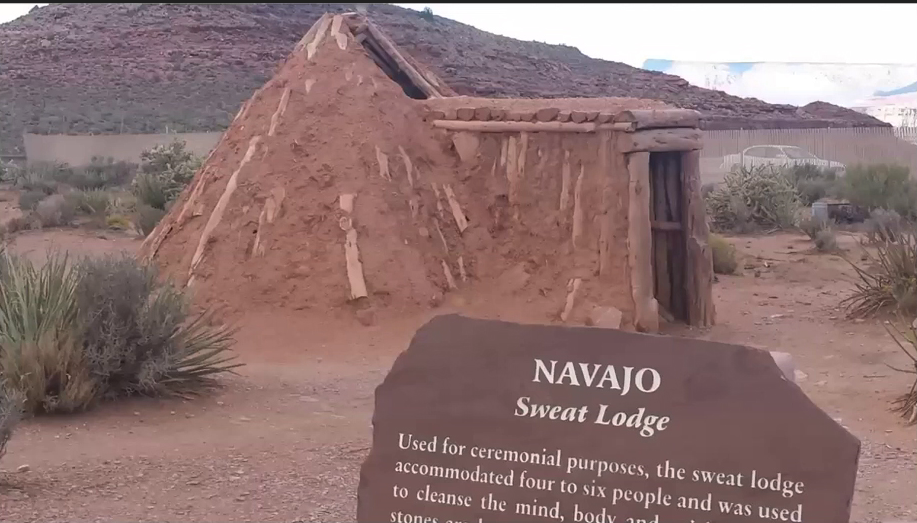 NAVAJO
Sweat Lodge
Used for ceremonial purposes, the sweat lodge
accommodated four to six people and was used
to cleanse the mind, body and
stones